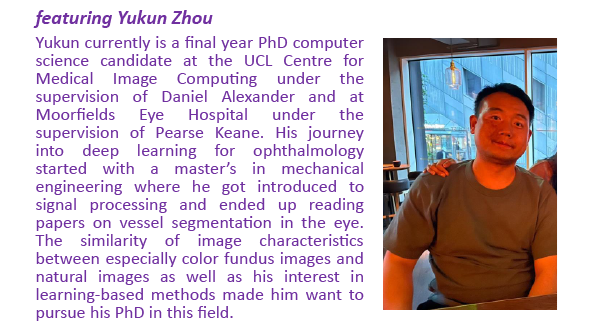 featuring Yukun Zhou
Yukun currently is a final year PhD computer
science candidate at the UCL Centre for
Medical Image Computing under the
supervision of Daniel Alexander and at
Moorfields Eye Hospital under the
supervision of Pearse Keane. His journey
into deep learning for ophthalmology
started with a master's in mechanical
engineering where he got introduced to
signal processing and ended up reading
papers on vessel segmentation in the eye.
The similarity of image characteristics
between especially color fundus images and
natural images as well as his interest in
learning-based methods made him want to
pursue his PhD in this field.